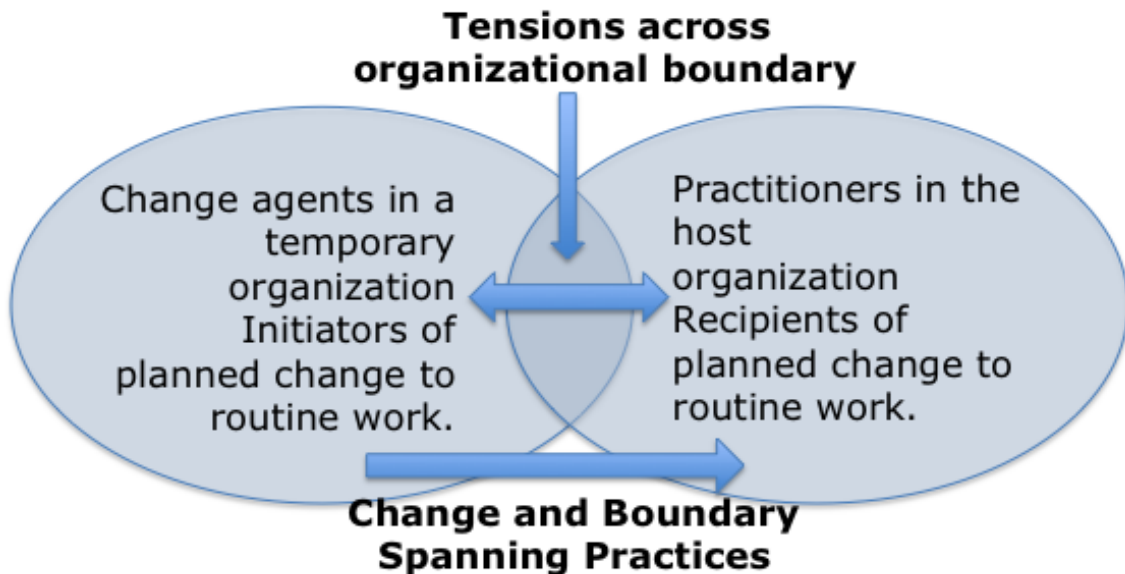 Tensions across
organizational boundary
Change agents in a
temporary
organization
Initiators of
planned change to
routine work.
Practitioners in the
host
organization
Recipients of
planned change to
routine work.
Change and Boundary
Spanning Practices